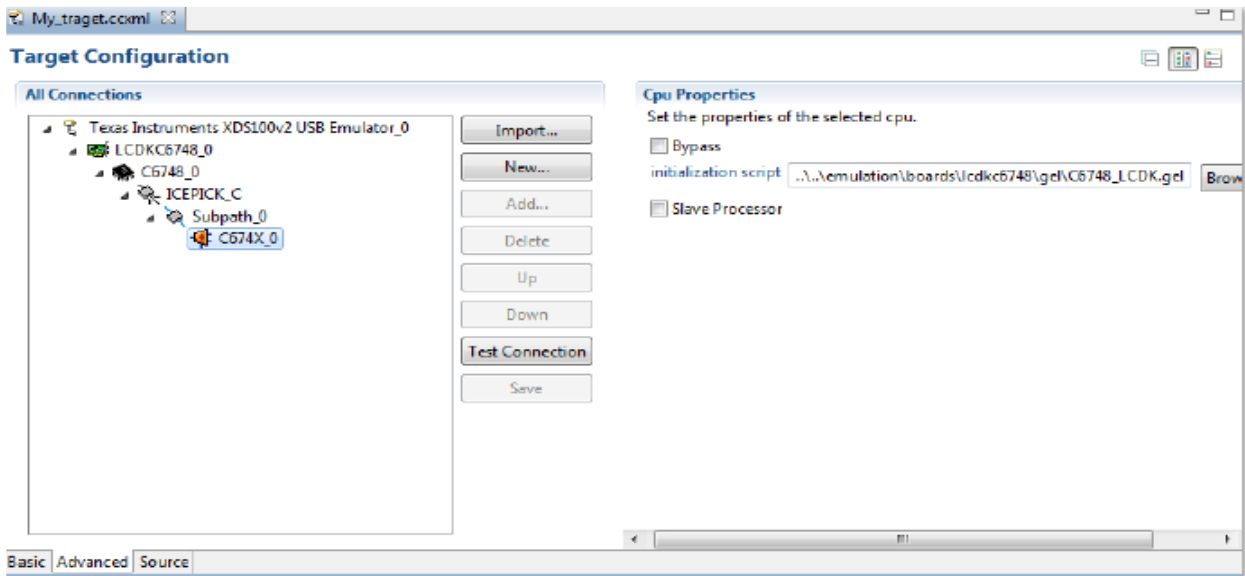 My_traget.ccxml
Target Configuration
All Connections
Texas Instruments XDS100v2 USB Emulator_0
LCDKC6748_0
C6748_0
ICEPICK_C
Subpath_0
C674X_0
Import...
New...
Add...
Delete
Up
Down
Test Connection
Save
Cpu Properties
Set the properties of the selected cpu.
Bypass
initialization script ..\..\emulation\boards\lcdkc6748\gel\C6748_LCDK.gel Brow
Slave Processor
Basic Advanced Source